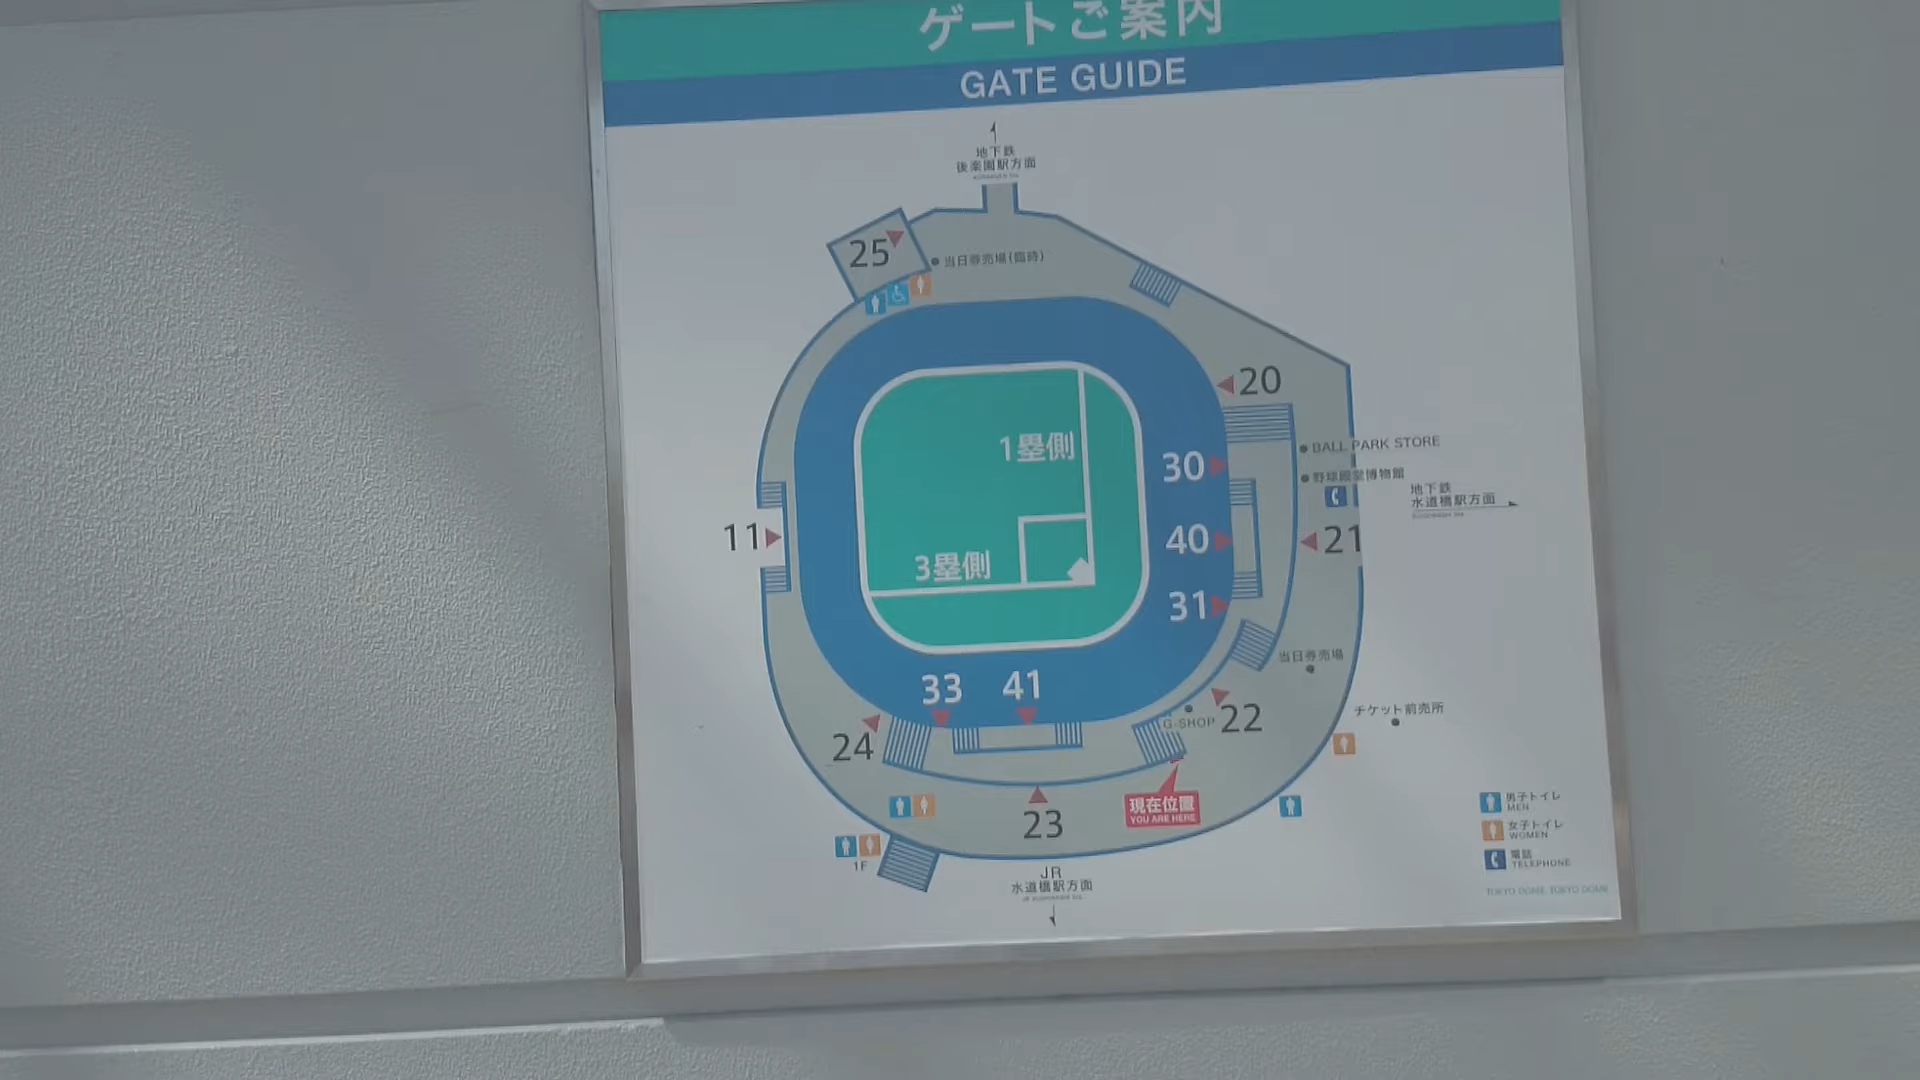 ゲートご案内
GATE GUIDE
地下鉄
後楽園駅方面
25
当日券売場(臨時)
20
1塁側
BALL PARK STORE
30
野球殿堂博物館
地下鉄
水道橋駅方面
11
40
21
3塁側
31
当日券売場
33
41
チケット前売所
G-SHOP
22
24
現在位置
YOU ARE HERE
23
男子トイレ
MEN
女子トイレ
WOMEN
電話
TELEPHONE
1F
JR
水道橋駅方面
TOKYO DOME TOKYO DOME